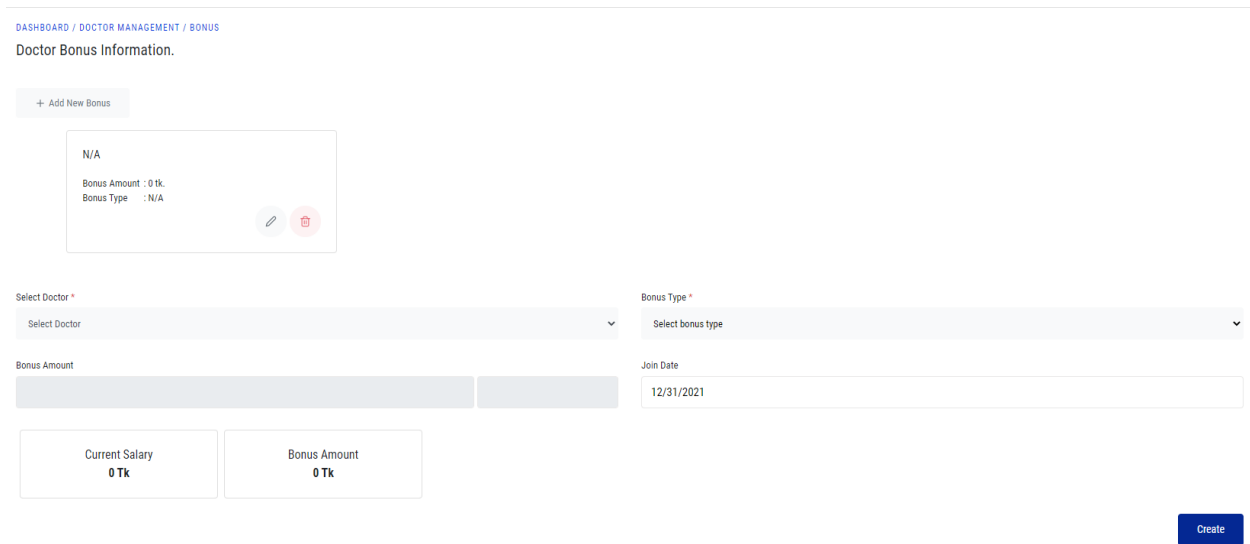 DASHBOARD / DOCTOR MANAGEMENT / BONUS
Doctor Bonus Information.
+ Add New Bonus
N/A
Bonus Amount : 0 tk.
Bonus Type : N/A
Select Doctor *
Select Doctor
Bonus Type *
Select bonus type
Bonus Amount
Join Date
12/31/2021
Current Salary
0 Tk
Bonus Amount
0 Tk
Create